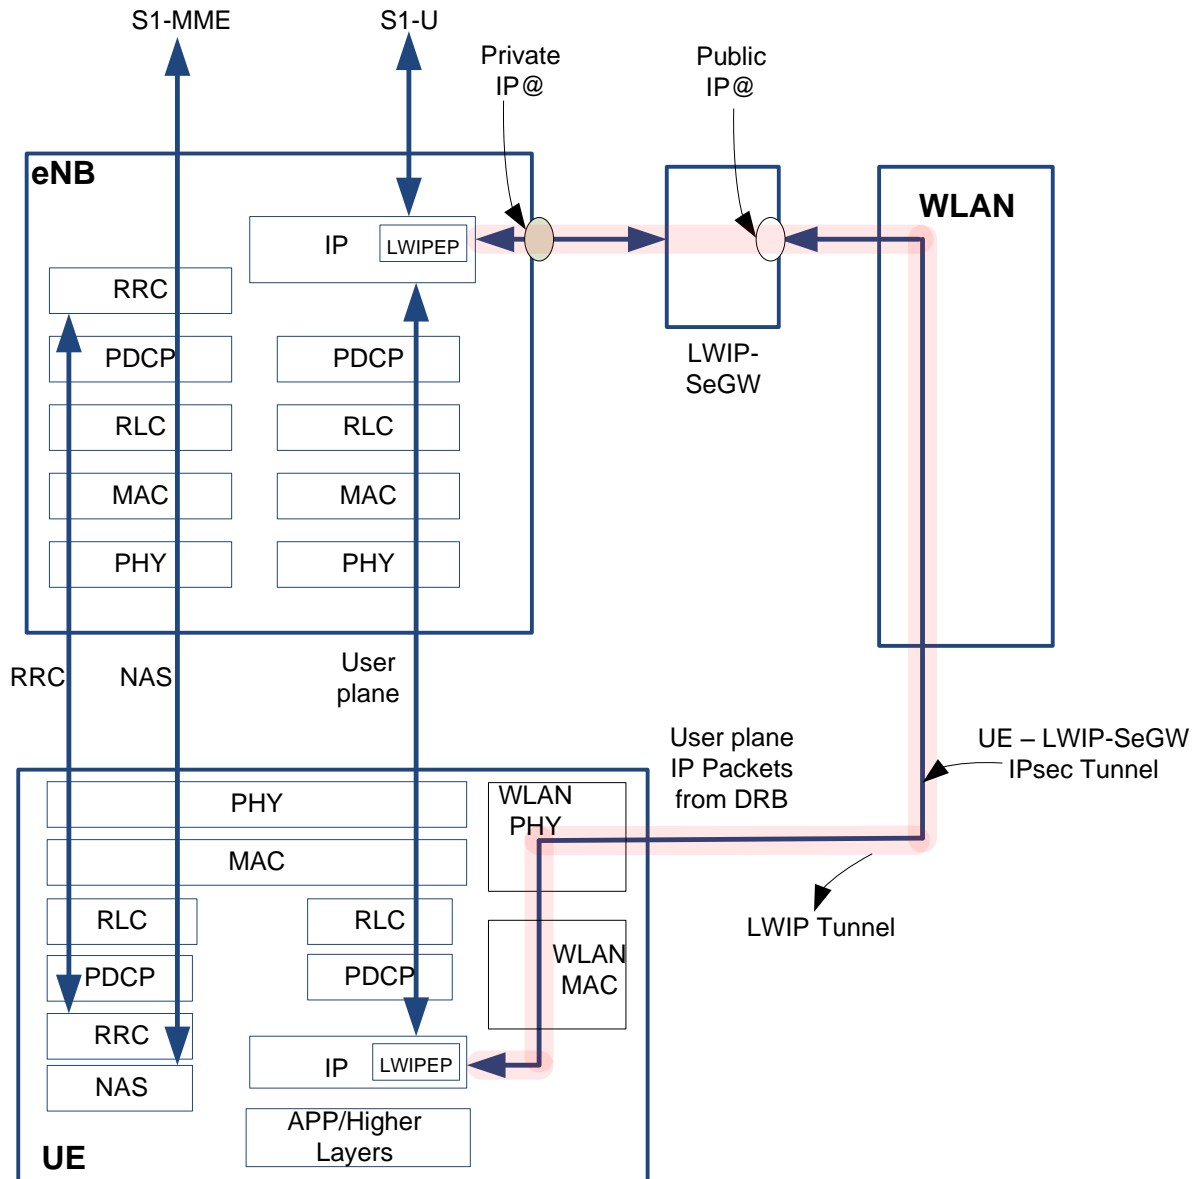 S1-MME
S1-U
Private
IP@
Public
IP@
eNB
WLAN
IP
LWIPEP
RRC
PDCP
PDCP
LWIP-
SeGW
RLC
RLC
MAC
MAC
PHY
PHY
RRC
NAS
User
plane
User plane
IP Packets
from DRB
UE – LWIP-SeGW
IPsec Tunnel
PHY
WLAN
PHY
MAC
RLC
RLC
LWIP Tunnel
PDCP
PDCP
WLAN
MAC
RRC
IP
LWIPEP
NAS
APP/Higher
Layers
UE